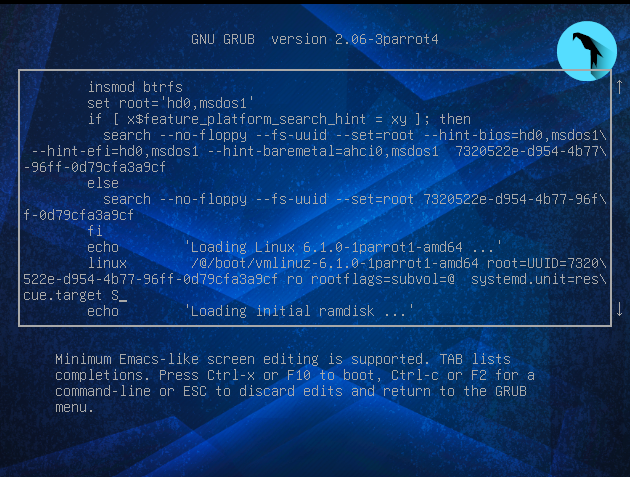 GNU GRUB  version 2.06-3parrot4
↑
insmod btrfs
set root='hd0,msdos1'
if [ x$feature_platform_search_hint = xy ]; then
search --no-floppy --fs-uuid --set=root --hint-bios=hd0,msdos1\
--hint-efi=hd0,msdos1 --hint-baremetal=ahci0,msdos1  7320522e-d954-4b77\
-96ff-0d79cfa3a9cf
else
search --no-floppy --fs-uuid --set=root 7320522e-d954-4b77-96f\
f-0d79cfa3a9cf
fi
echo        'Loading Linux 6.1.0-1parrot1-amd64 ...'
linux        /@/boot/vmlinuz-6.1.0-1parrot1-amd64 root=UUID=7320\
522e-d954-4b77-96ff-0d79cfa3a9cf ro rootflags=subvol=@  systemd.unit=res\
cue.target S_
echo        'Loading initial ramdisk ...'
↓
Minimum Emacs-like screen editing is supported. TAB lists
completions. Press Ctrl-x or F10 to boot, Ctrl-c or F2 for a
command-line or ESC to discard edits and return to the GRUB
menu.